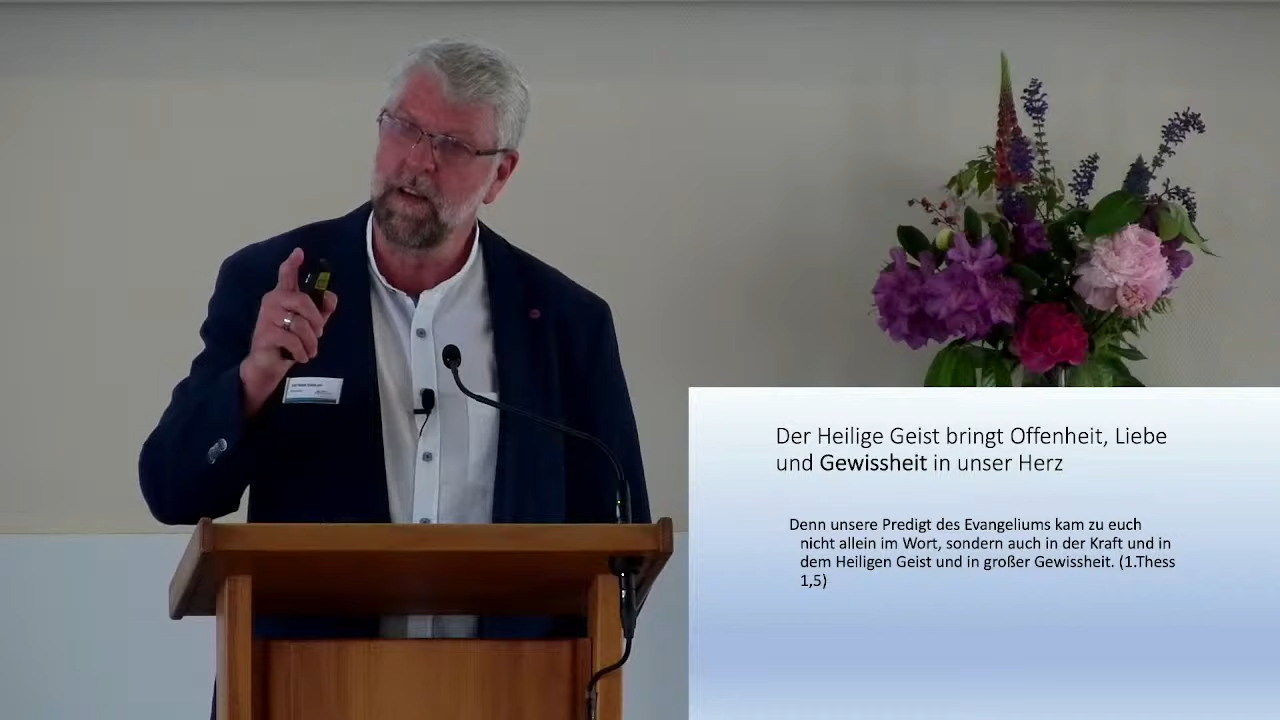 Der Heilige Geist bringt Offenheit, Liebe
und Gewissheit in unser Herz
Denn unsere Predigt des Evangeliums kam zu euch
nicht allein im Wort, sondern auch in der Kraft und in
dem Heiligen Geist und in großer Gewissheit. (1.Thess
1,5)